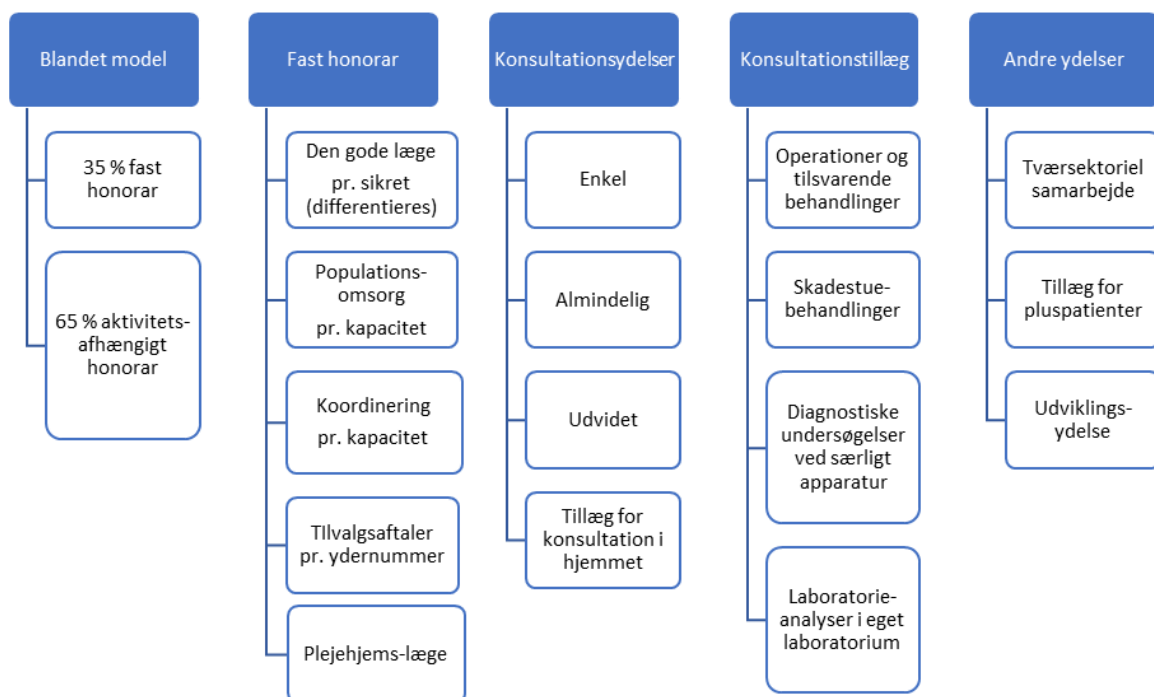 Blandet model
35 % fast
honorar
65 % aktivitets-
afhængigt
honorar
Fast honorar
Den gode læge
pr. sikret
(differentieres)
Populations-
omsorg
pr. kapacitet
Koordinering
pr. kapacitet
TIlvalgsaftaler
pr. ydernummer
Plejehjems-læge
Konsultationsydelser
Enkel
Almindelig
Udvidet
Tillæg for
konsultation i
hjemmet
Konsultationstillæg
Operationer og
tilsvarende
behandlinger
Skadestue-
behandlinger
Diagnostiske
undersøgelser
ved særligt
apparatur
Laboratorie-
analyser i eget
laboratorium
Andre ydelser
Tværsektoriel
samarbejde
Tillæg for
pluspatienter
Udviklings-
ydelse